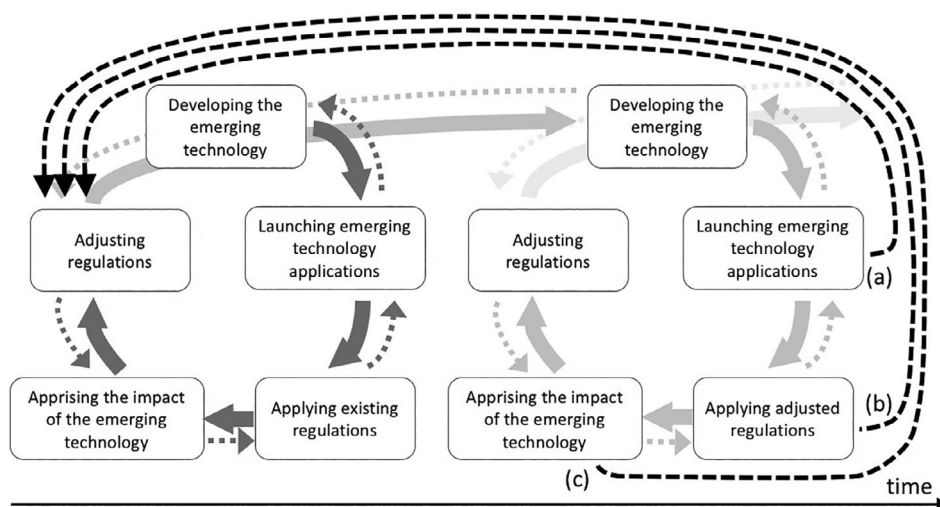 Developing the
emerging
technology
Developing the
emerging
technology
Adjusting
regulations
Launching emerging
technology
applications
Adjusting
regulations
Launching emerging
technology
applications
(a)
Apprising the impact
of the emerging
technology
Applying existing
regulations
Apprising the impact
of the emerging
technology
Applying adjusted
regulations
(b)
(c)
time